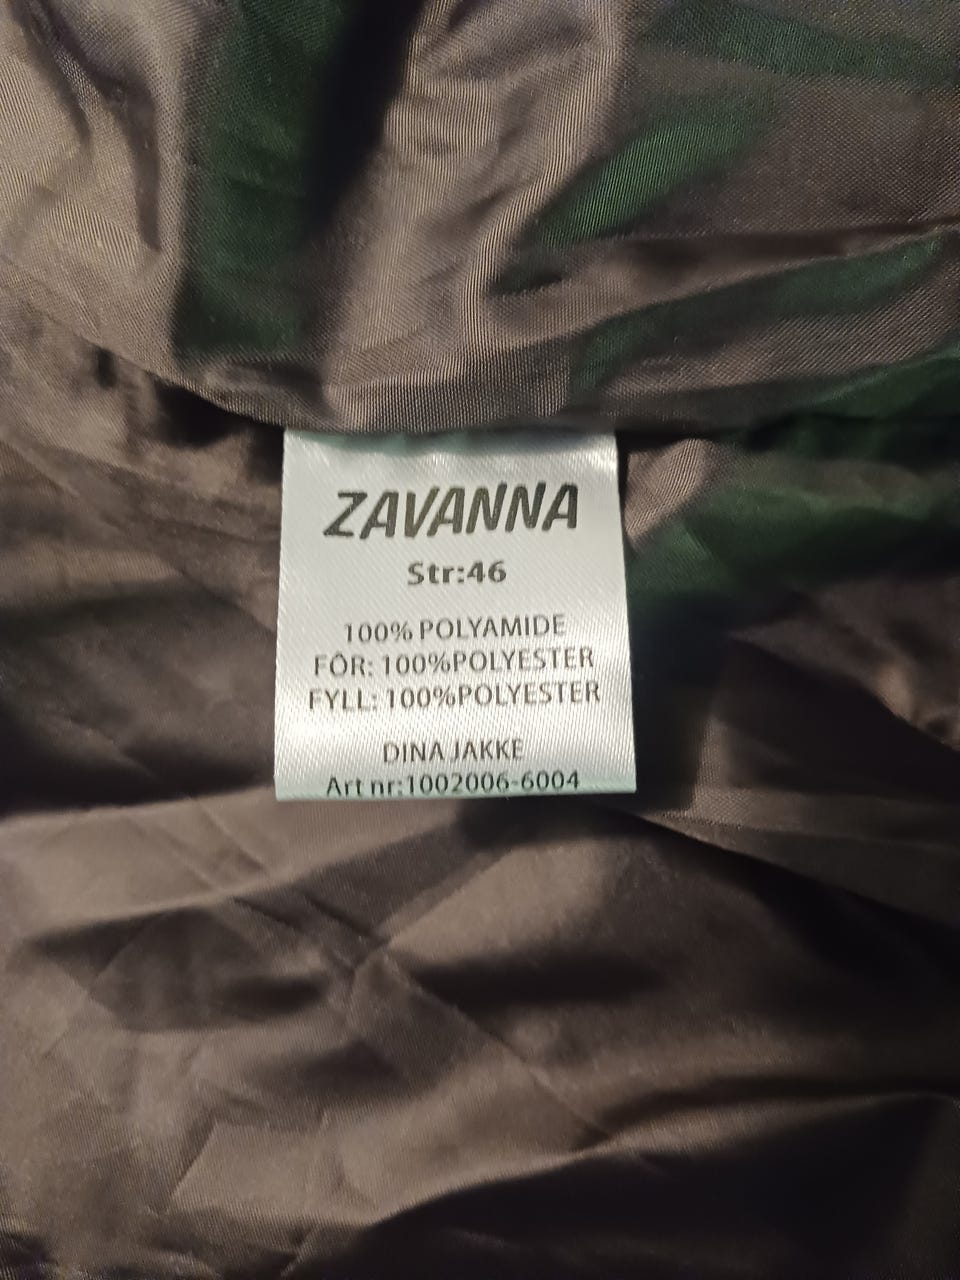 ZAVANNA
Str:46
100% POLYAMIDE
FÔR: 100%POLYESTER
FYLL: 100%POLYESTER
DINA JAKKE
Art nr:1002006-6004